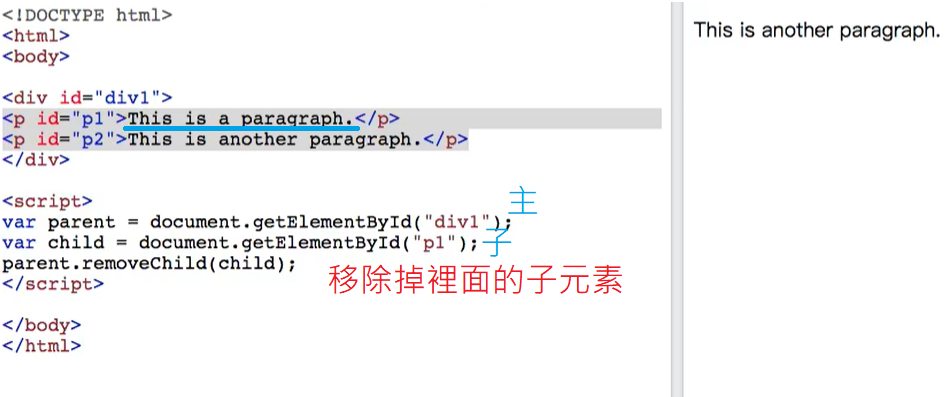 <!DOCTYPE html>
<html>
<body>
<div id="div1">
<p id="p1">This is a paragraph.</p>
<p id="p2">This is another paragraph.</p>
</div>
<script>
var parent = document.getElementById("div1"); 主
var child = document.getElementById("p1"); 子
parent.removeChild(child);
移除掉裡面的子元素
</script>
</body>
</html>
This is another paragraph.